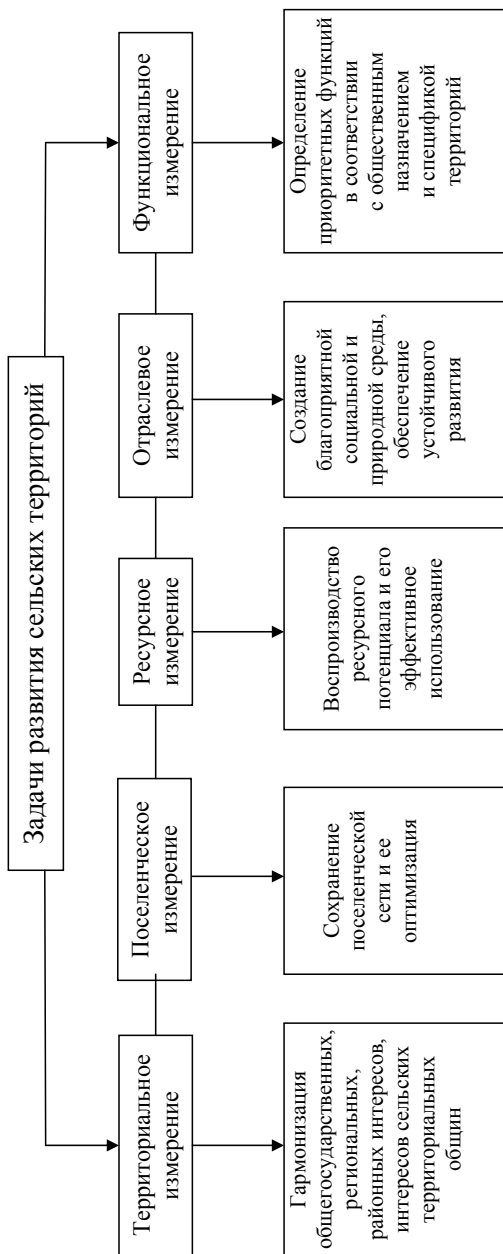 Задачи развития сельских территорий
Территориальное
измерение
Поселенческое
измерение
Ресурсное
измерение
Отраслевое
измерение
Функциональное
измерение
Гармонизация
общегосударственных,
региональных,
районных интересов,
интересов сельских
территориальных
общин
Сохранение
поселенческой
сети и ее
оптимизация
Воспроизводство
ресурсного
потенциала и его
эффективное
использование
Создание
благоприятной
социальной и
природной среды,
обеспечение
устойчивого
развития
Определение
приоритетных функций
в соответствии
с общественным
назначением
и спецификой
территорий